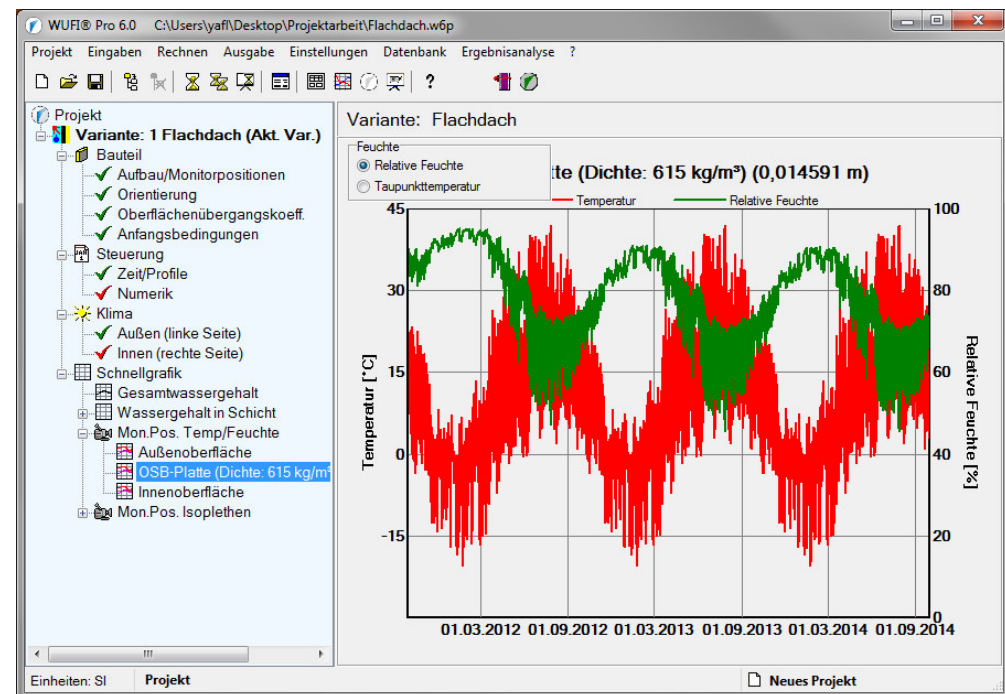 WUFI® Pro 6.0 C:\Users\yafl\Desktop\Projektarbeit\Flachdach.w6p
Projekt Eingaben Rechnen Ausgabe Einstellungen Datenbank Ergebnisanalyse ?
Projekt
Variante: 1 Flachdach (Akt. Var.)
Bauteil
Aufbau/Monitorpositionen
Orientierung
Oberflächenübergangskoeff.
Anfangsbedingungen
Steuerung
Zeit/Profile
Numerik
Klima
Außen (linke Seite)
Innen (rechte Seite)
Schnellgrafik
Gesamtwassergehalt
Wassergehalt in Schicht
Mon.Pos. Temp/Feuchte
Außenoberfläche
OSB-Platte (Dichte: 615 kg/m³
Innenoberfläche
Mon.Pos. Isoplethen
Variante: Flachdach
Feuchte
Relative Feuchte
Taupunkttemperatur
tte (Dichte: 615 kg/m³) (0,014591 m)
Temperatur Relative Feuchte
45 100
30 80
15 60
0 40
-15 20
0
Temperatur [°C]
Relative Feuchte [%]
01.03.2012 01.09.2012 01.03.2013 01.09.2013 01.03.2014 01.09.2014
Einheiten: SI Projekt Neues Projekt